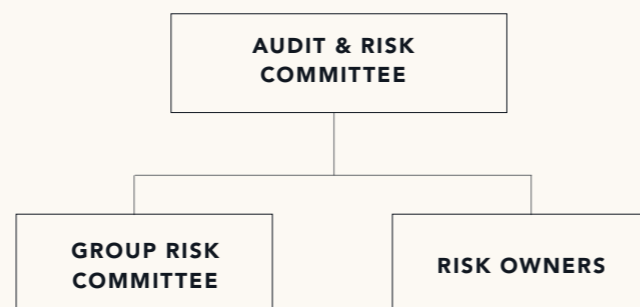 AUDIT & RISK
COMMITTEE
GROUP RISK
COMMITTEE
RISK OWNERS